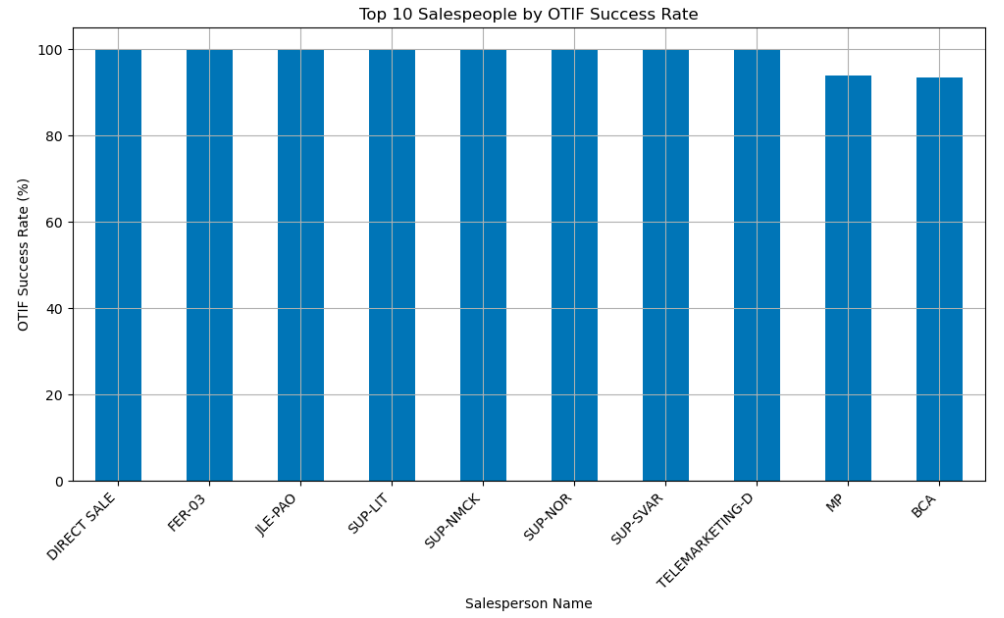 Top 10 Salespeople by OTIF Success Rate
OTIF Success Rate (%)
100
80
60
40
20
0
DIRECT SALE
FER-03
JLE-PAO
SUP-LIT
SUP-NMCK
SUP-NOR
SUP-SVAR
TELEMARKETING-D
MP
BCA
Salesperson Name